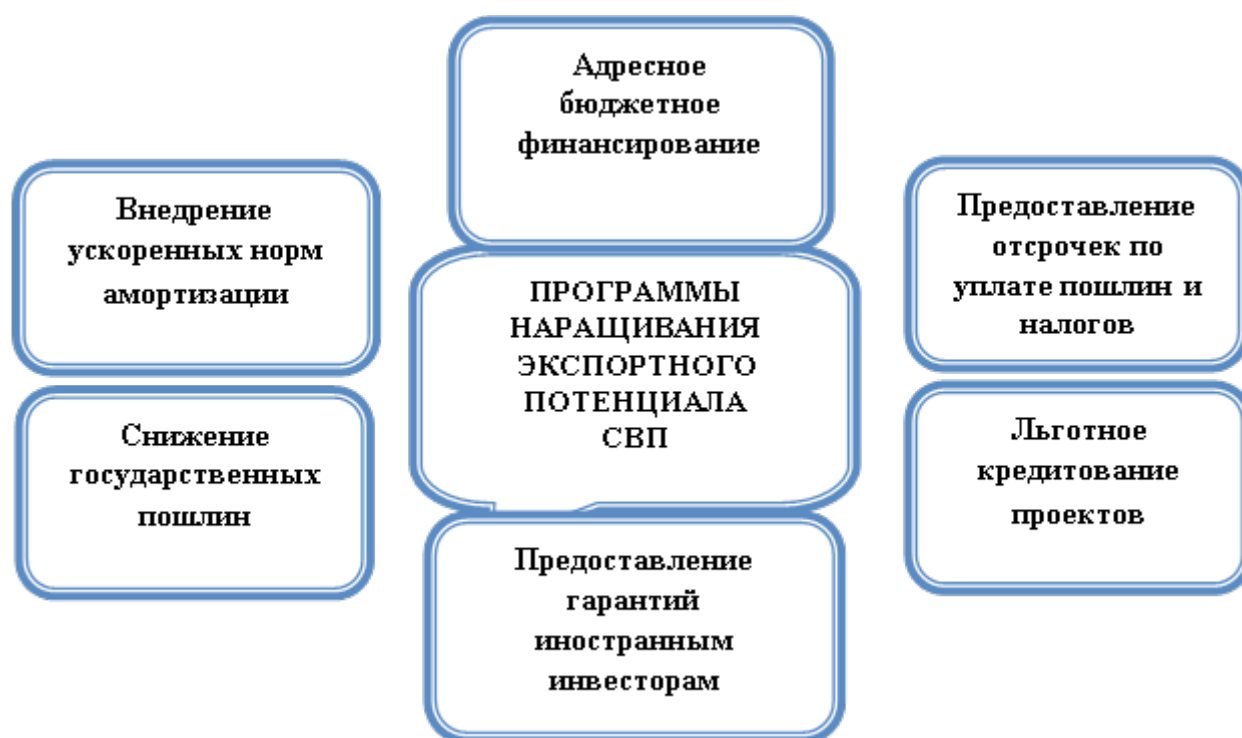 Адресное
бюджетное
финансирование
Внедрение
ускоренных норм
амортизации
Предоставление
отсрочек по
уплате пошлин и
налогов
ПРОГРАММЫ
НАРАЩИВАНИЯ
ЭКСПОРТНОГО
ПОТЕНЦИАЛА
СВП
Снижение
государственных
пошлин
Льготное
кредитование
проектов
Предоставление
гарантий
иностранным
инвесторам